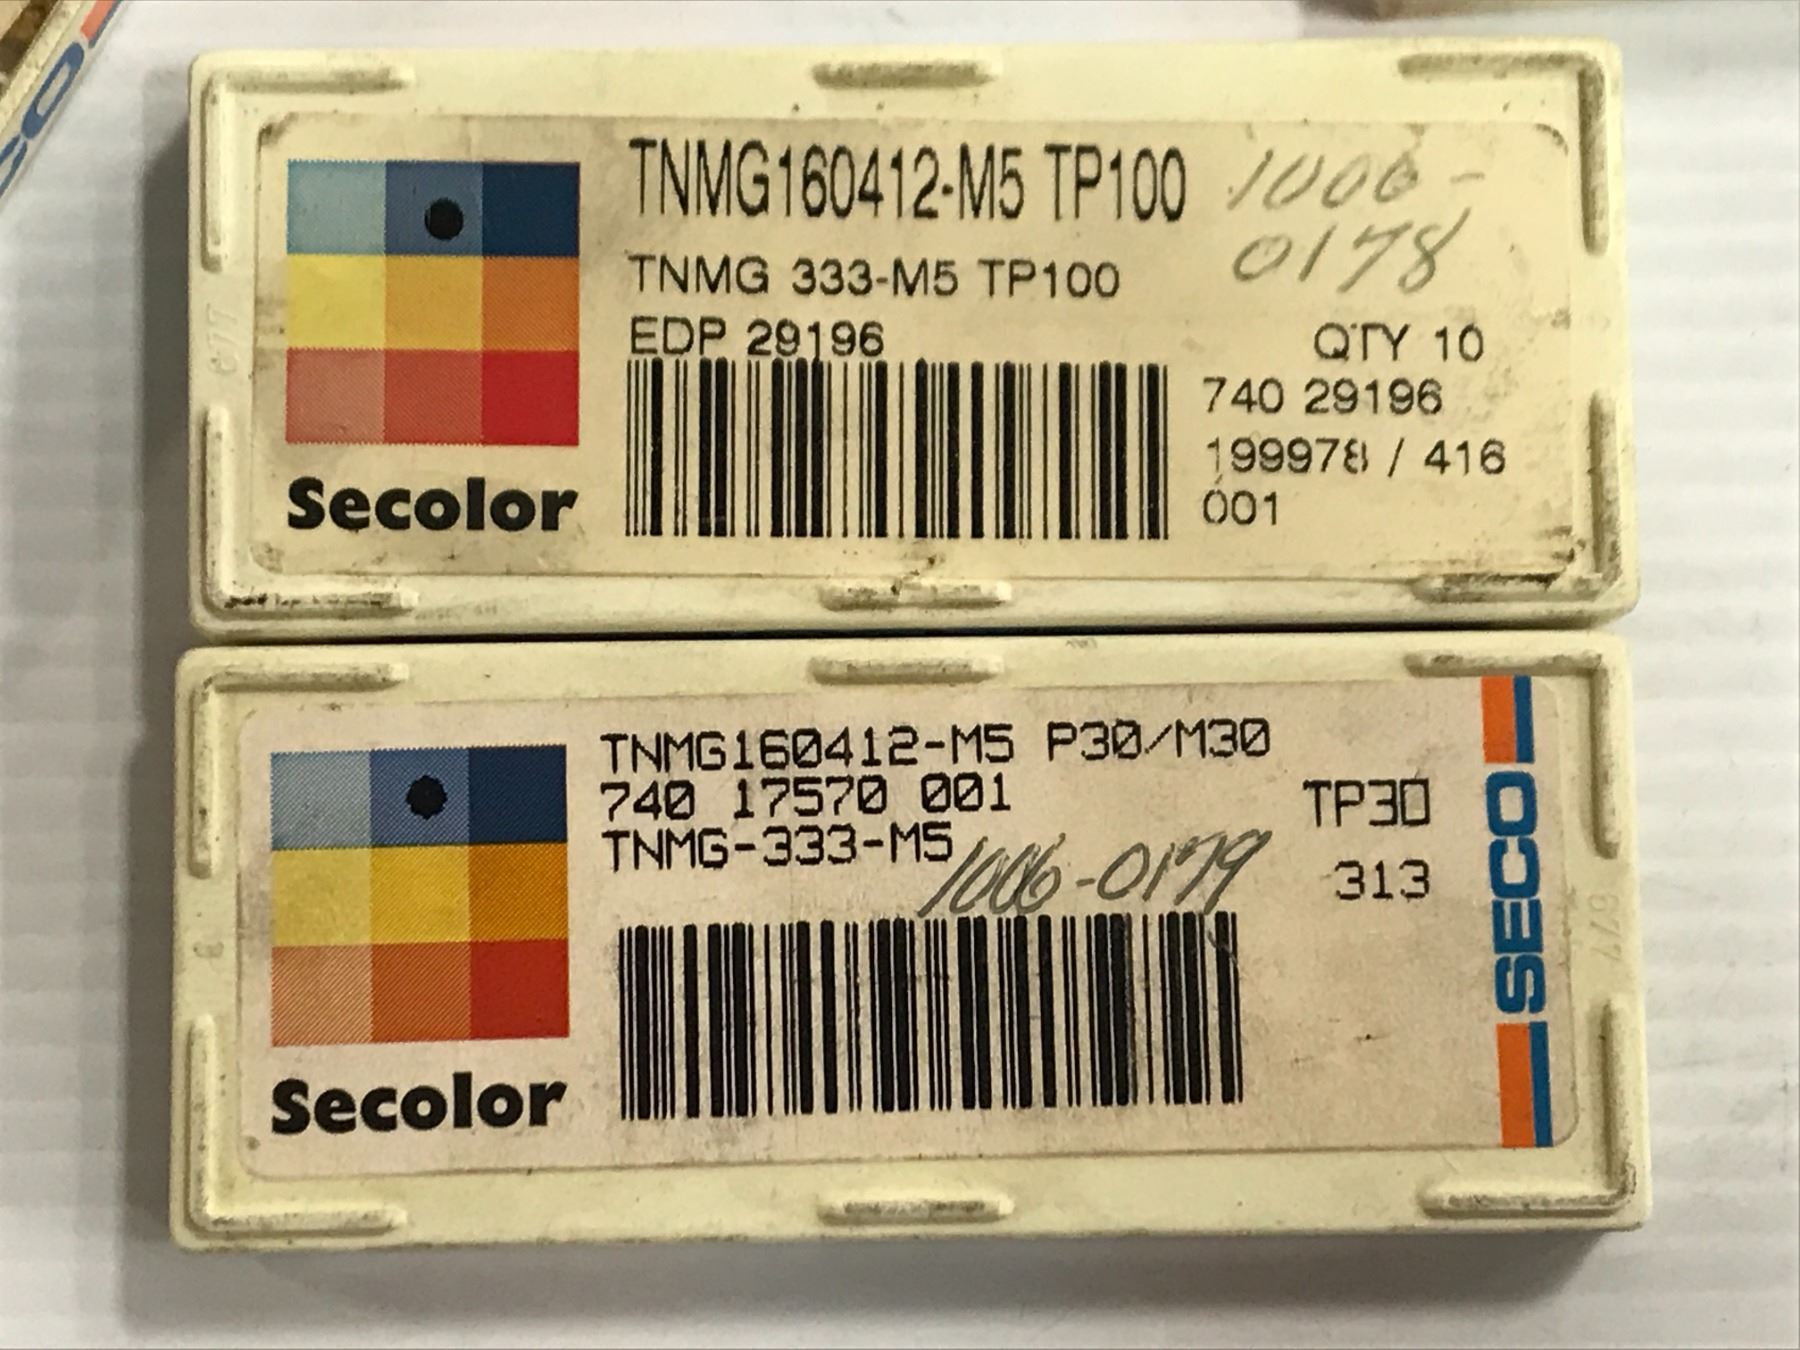 SECO
TNMG160412-M5 TP100
1006-
0178
TNMG 333-M5 TP100
EDP 29196
QTY 10
740 29196
199978 / 416
001
Secolor
TNMG160412-M5 P30/M30
740 17570 001
TP30
TNMG-333-M5
1006-0179
313
SECO
Secolor